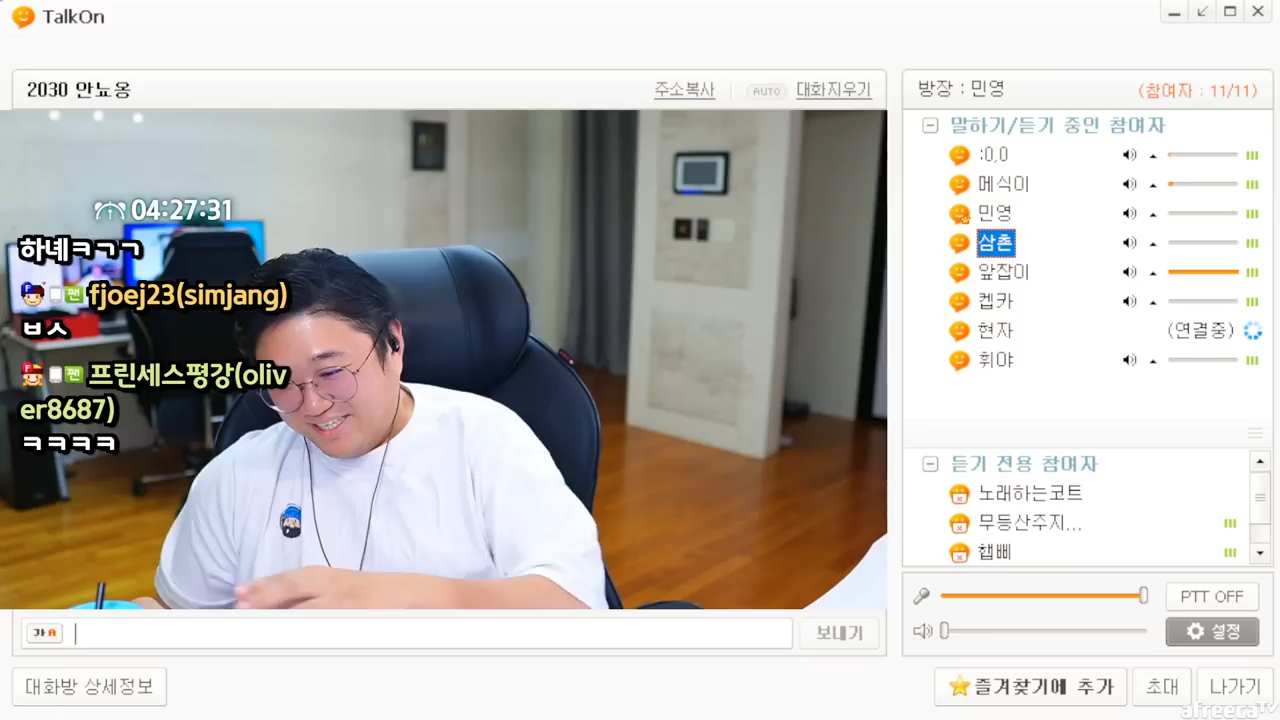 TalkOn
2030 안뇨옹
주소복사
AUTO
대화지우기
방장 : 민영
(참여자 : 11/11)
말하기/듣기 중인 참여자
:0,0
메식이
민영
삼촌
앞잡이
켑카
현자
(연결중)
휘야
듣기 전용 참여자
노래하는코트
무등산주지...
챕삐
04:27:31
하녜ㅋㄱㄱ
fjoej23(simjang)
ㅂㅅ
프린세스평강(oliv
er8687)
ㅋㅋㅋㅋ
가A
보내기
PTT OFF
설정
대화방 상세정보
즐겨찾기에 추가
초대
나가기
afreecaTV